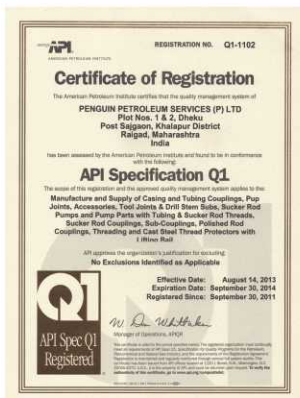 API
REGISTRATION NO. Q1-1102
AMERICAN PETROLEUM INSTITUTE
Certificate of Registration
The American Petroleum Institute certifies that the quality management system of
PENGUIN PETROLEUM SERVICES (P) LTD
Plot Nos. 1 & 2, Dheku
Post Sajgaon, Khalapur District
Raigad, Maharashtra
India
has been assessed by the American Petroleum Institute and found to be in conformance
with the following:
API Specification Q1
The scope of this registration and the approved quality management system applies to the:
Manufacture and Supply of Casing and Tubing Couplings, Pup
Joints, Accessories, Tool Joints & Drill Stem Subs, Sucker Rod
Pumps and Pump Parts with Tubing & Sucker Rod Threads,
Sucker Rod Couplings, Sub-Couplings, Polished Rod
Couplings, Threading and Cast Steel Thread Protectors with
Lifting Bail
API approves the organization's justification for excluding:
No Exclusions Identified as Applicable
Effective Date: August 14, 2013
Expiration Date: September 30, 2014
Registered Since: September 30, 2011
W. Don Whittaker
Manager of Operations, APIQR
Q1
API Spec Q1
Registered